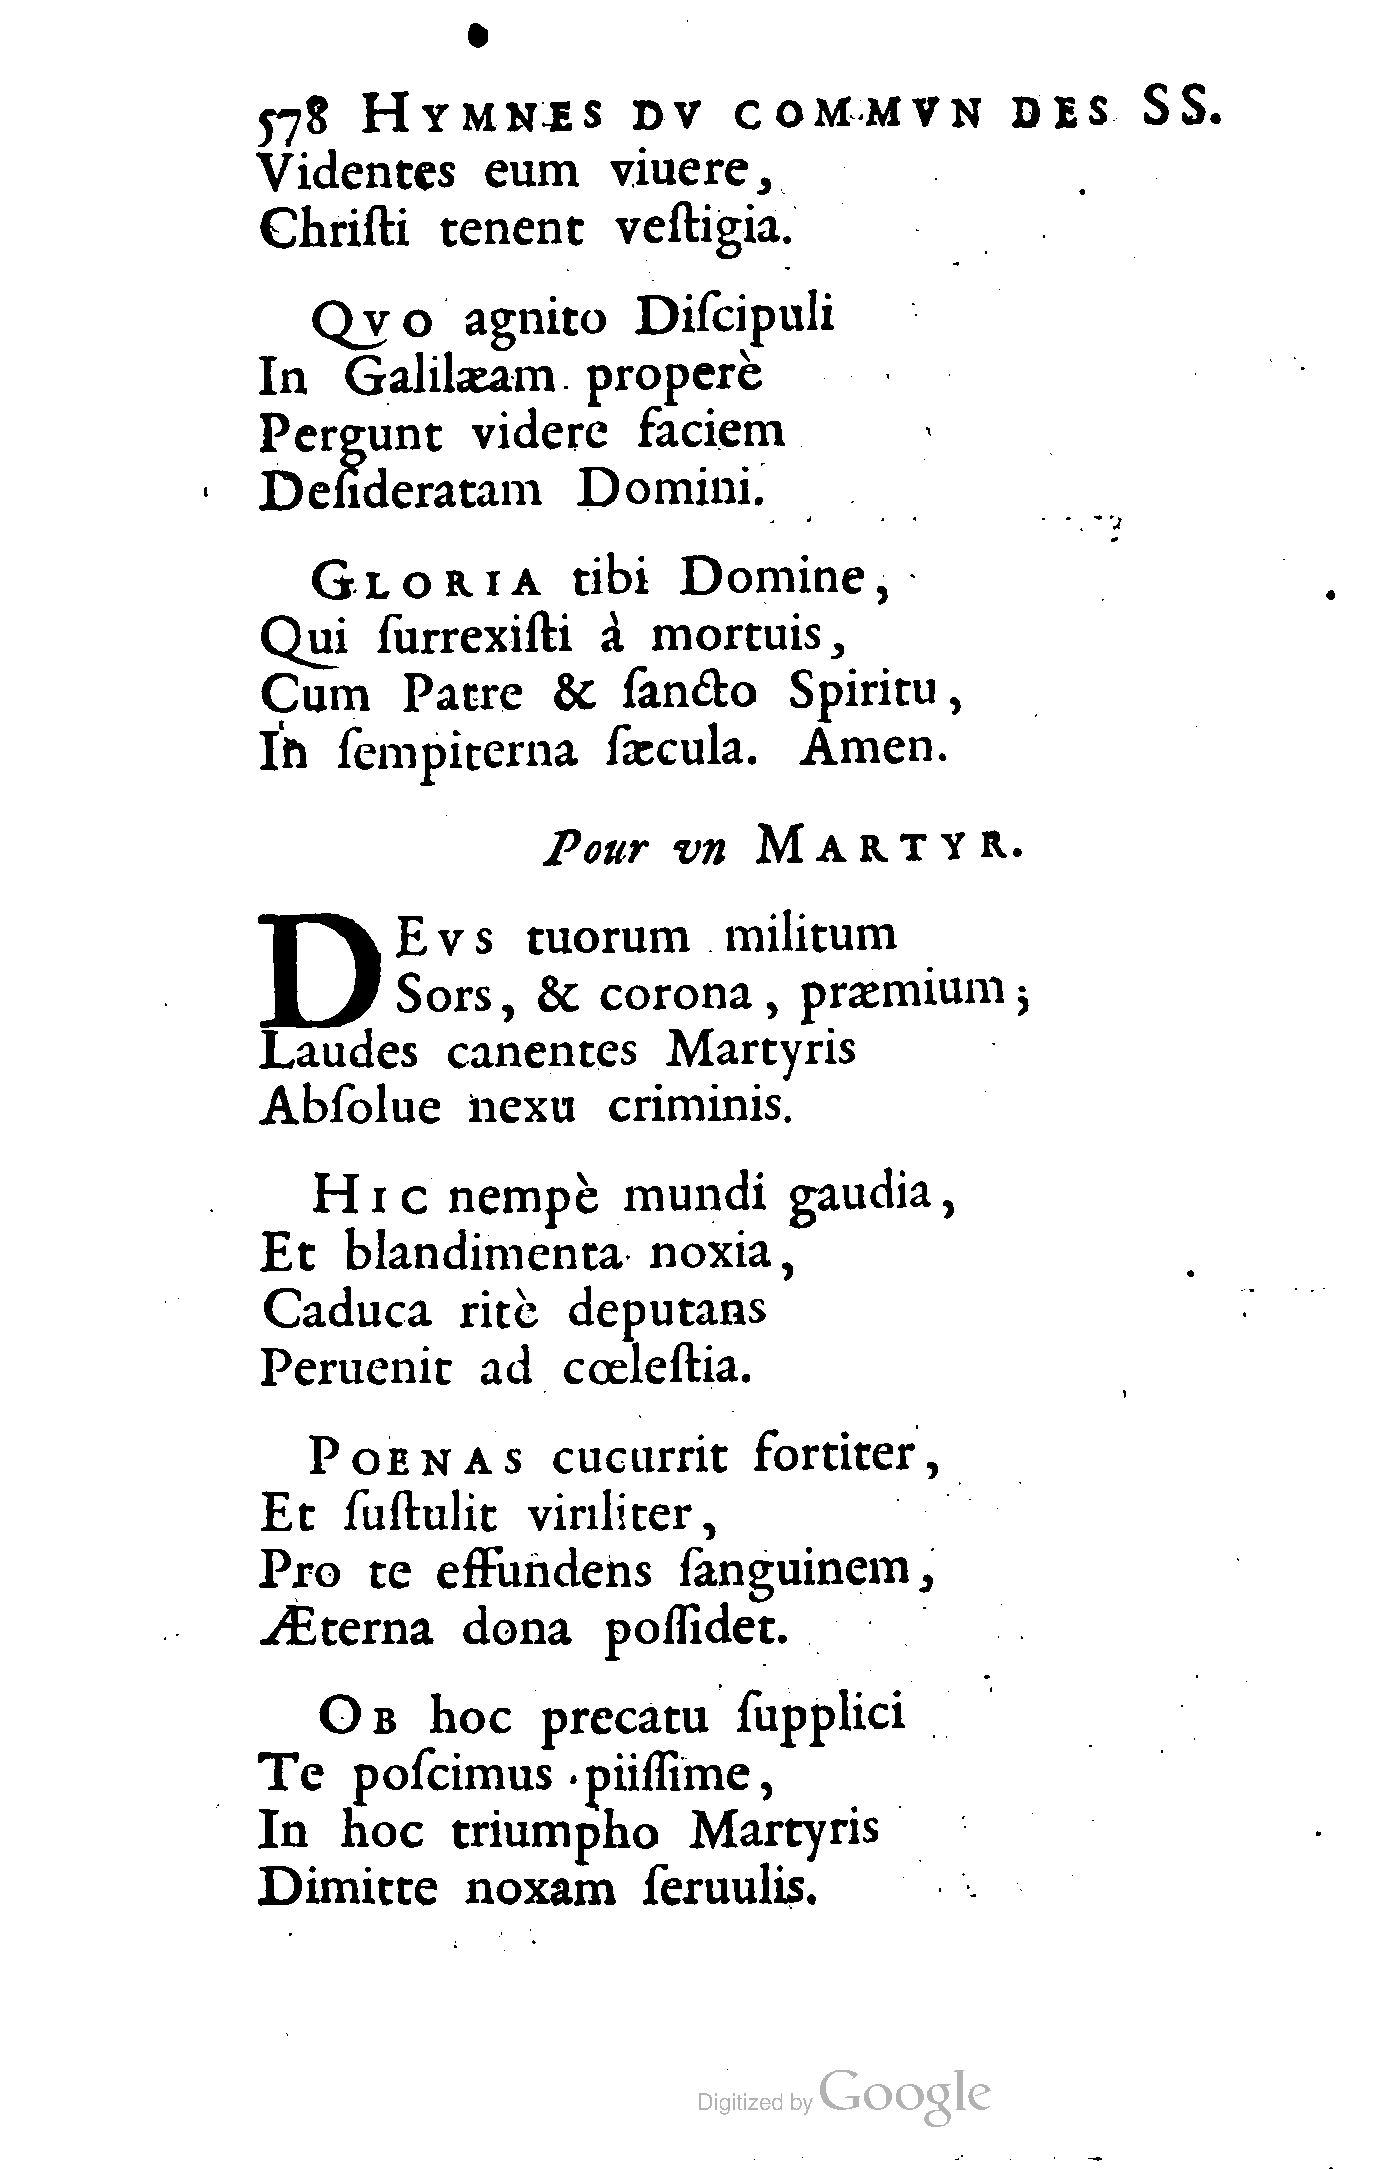 578 HYMNES DV COMMVN DES SS.
Videntes eum viuere,
Chriſti tenent veſtigia.
QVO agnito Diſcipuli
In Galilæam properè
Pergunt videre faciem
Deſideratam Domini.
GLORIA tibi Domine,
Qui ſurrexiſti à mortuis,
Cum Patre & ſancto Spiritu,
In ſempiterna ſæcula. Amen.
Pour vn MARTYR.
DEVS tuorum militum
Sors, & corona, præmium;
Laudes canentes Martyris
Abſolue nexu criminis.
HIC nempè mundi gaudia,
Et blandimenta noxia,
Caduca ritè deputans
Peruenit ad cœleſtia.
POENAS cucurrit fortiter,
Et ſuſtulit viriliter,
Pro te effundens ſanguinem,
Æterna dona poſſidet.
OB hoc precatu ſupplici
Te poſcimus piiſſime,
In hoc triumpho Martyris
Dimitte noxam ſeruulis.
Digitized by Google